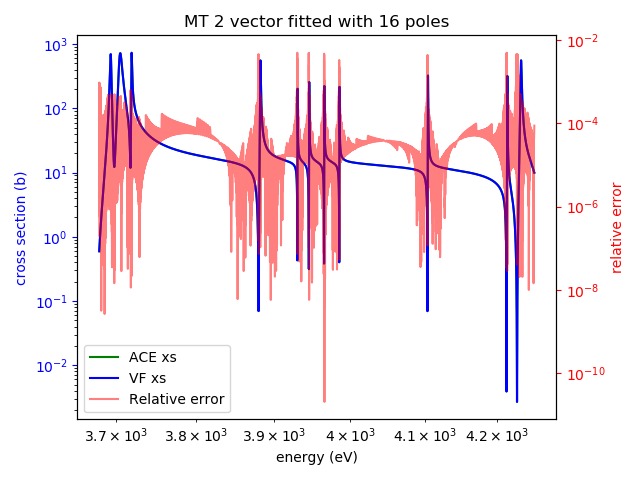 MT 2 vector fitted with 16 poles
10³
10²
10¹
10⁰
10⁻¹
10⁻²
cross section (b)
10⁻²
10⁻⁴
10⁻⁶
10⁻⁸
10⁻¹⁰
relative error
ACE xs
VF xs
Relative error
3.7 × 10³ 3.8 × 10³ 3.9 × 10³ 4 × 10³ 4.1 × 10³ 4.2 × 10³
energy (eV)